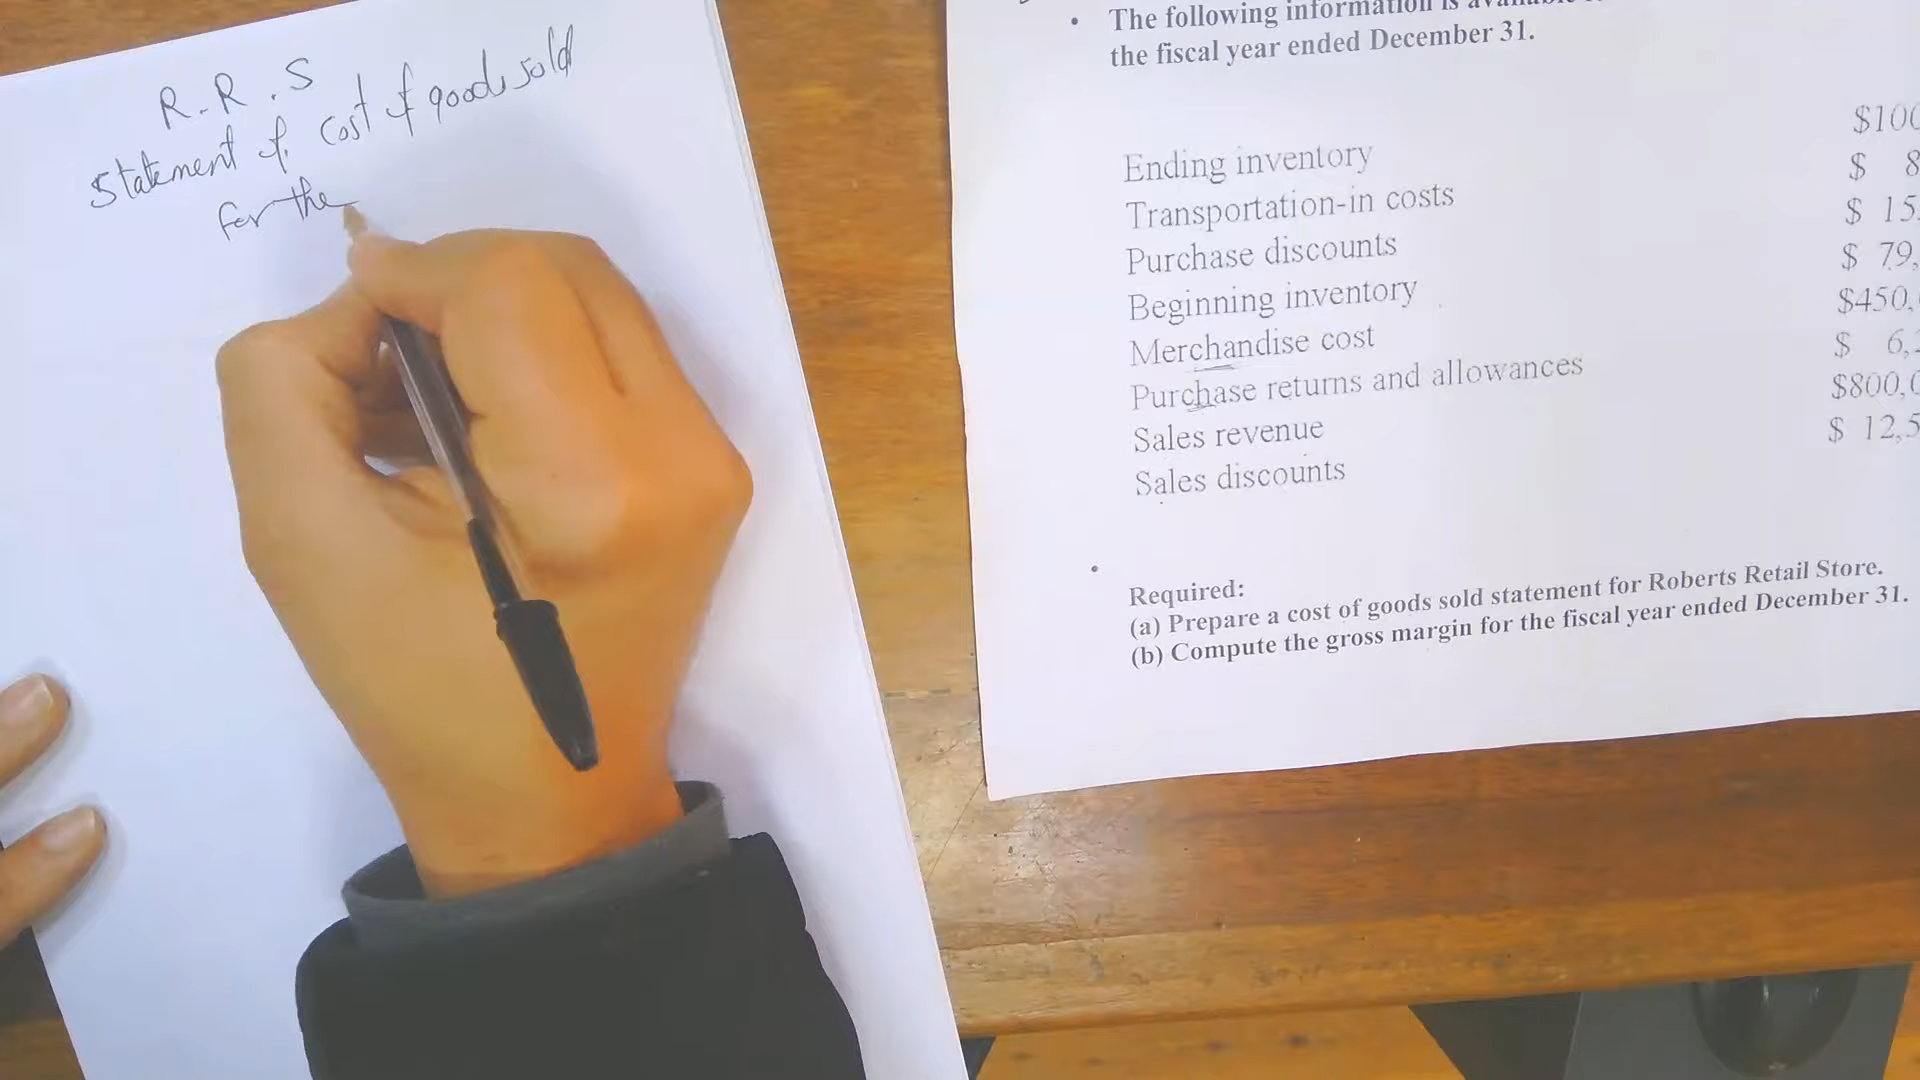 R.R.S
Statement of cost of goods sold
for the
The following information is
the fiscal year ended December 31.
Ending inventory $100
Transportation-in costs $ 8
Purchase discounts $ 15
Beginning inventory $ 79,
Merchandise cost $450,
Purchase returns and allowances $ 6,
Sales revenue $800,0
Sales discounts $ 12,5
Required:
(a) Prepare a cost of goods sold statement for Roberts Retail Store.
(b) Compute the gross margin for the fiscal year ended December 31.